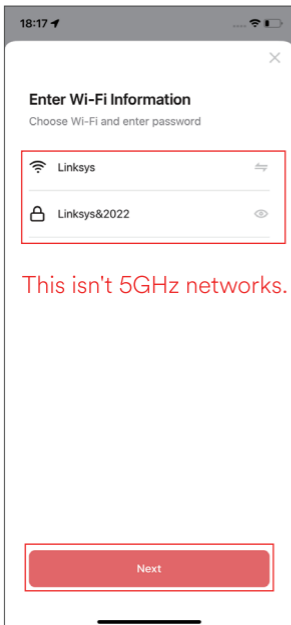 18:17
Enter Wi-Fi Information
Choose Wi-Fi and enter password
Linksys
Linksys&2022
This isn't 5GHz networks.
Next